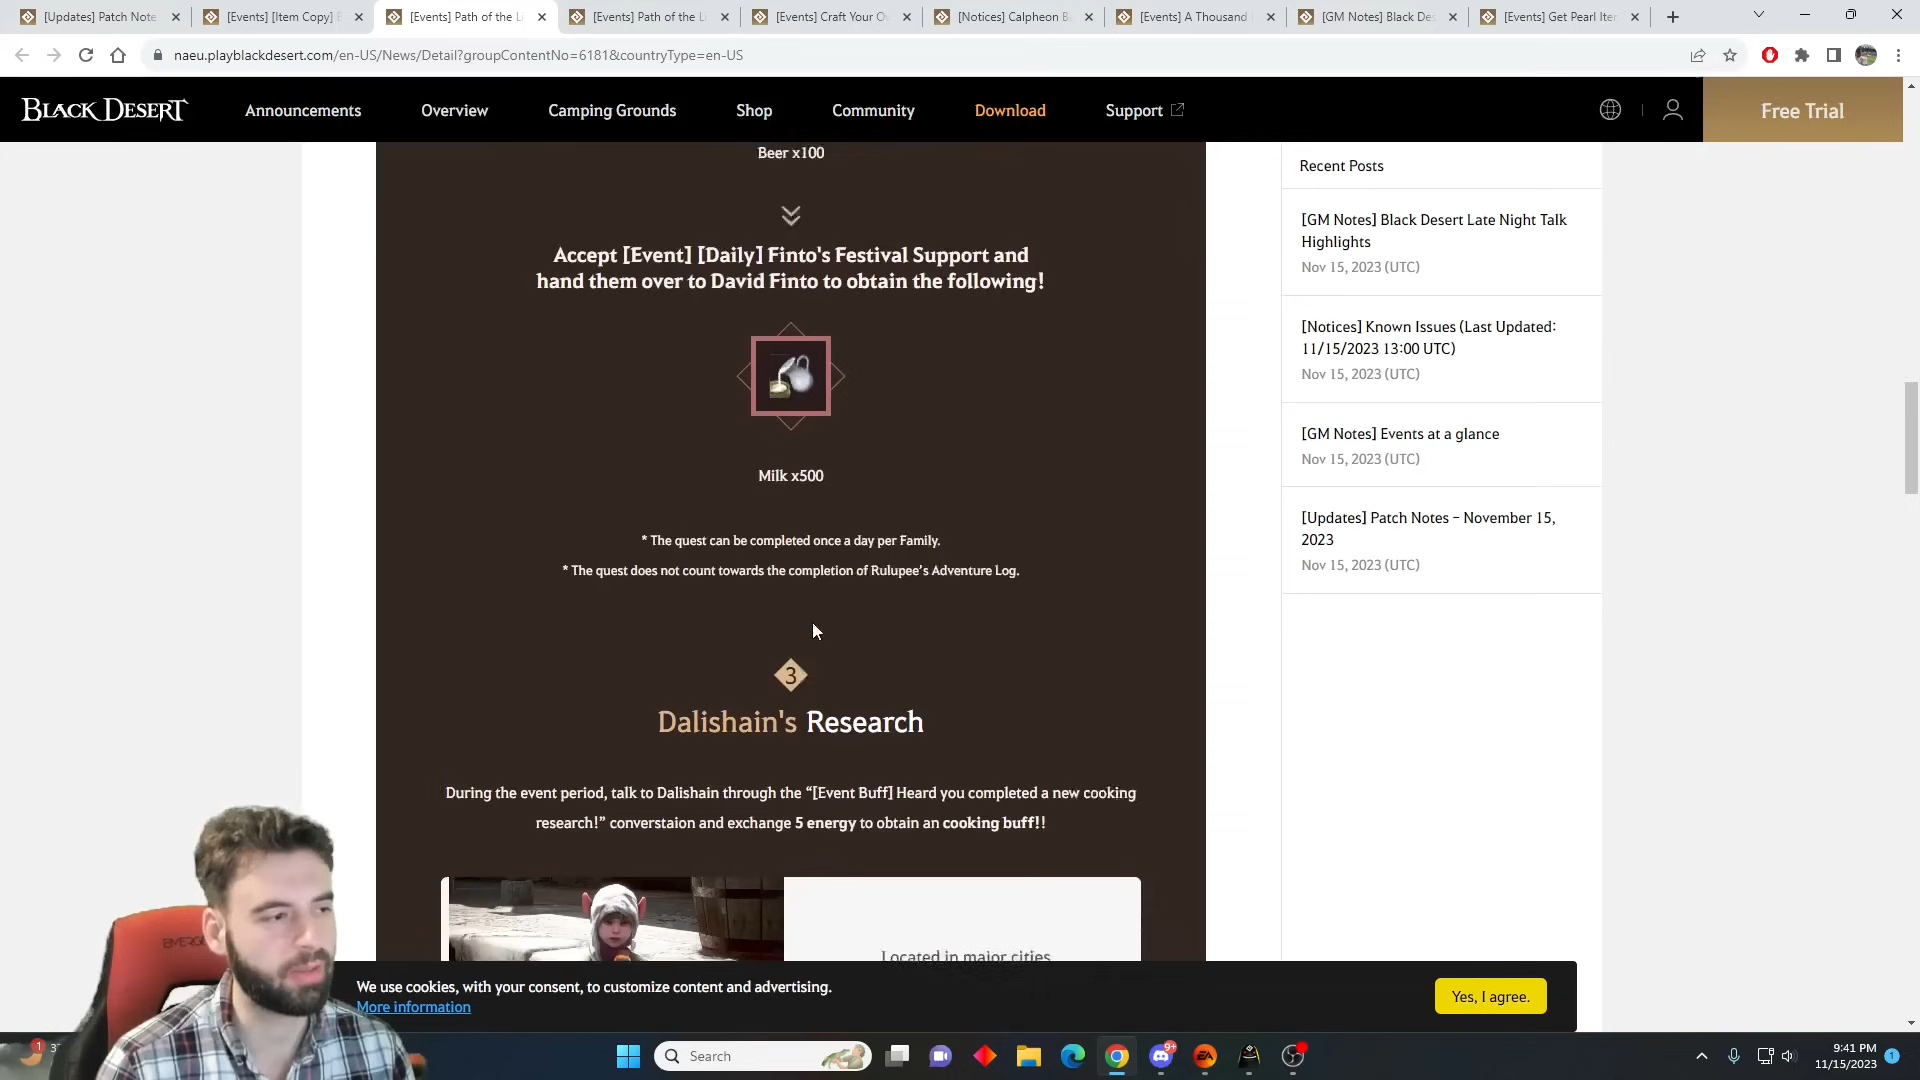 [Updates] Patch Note
[Events] [Item Copy] E
[Events] Path of the Li
[Events] Path of the Li
[Events] Craft Your Ow
[Notices] Calpheon B
[Events] A Thousand
[GM Notes] Black Des
[Events] Get Pearl Iter
naeu.playblackdesert.com/en-US/News/Detail?groupContentNo=6181&countryType=en-US
BLACK DESERT
Announcements
Overview
Camping Grounds
Shop
Community
Download
Support
Free Trial
Beer x100
Accept [Event] [Daily] Finto's Festival Support and
hand them over to David Finto to obtain the following!
Milk x500
* The quest can be completed once a day per Family.
* The quest does not count towards the completion of Rulupee's Adventure Log.
3
Dalishain's Research
During the event period, talk to Dalishain through the “[Event Buff] Heard you completed a new cooking
research!” converstaion and exchange 5 energy to obtain an cooking buff!!
Located in major cities
Recent Posts
[GM Notes] Black Desert Late Night Talk
Highlights
Nov 15, 2023 (UTC)
[Notices] Known Issues (Last Updated:
11/15/2023 13:00 UTC)
Nov 15, 2023 (UTC)
[GM Notes] Events at a glance
Nov 15, 2023 (UTC)
[Updates] Patch Notes - November 15,
2023
Nov 15, 2023 (UTC)
We use cookies, with your consent, to customize content and advertising.
More information
Yes, I agree.
1
Search
9+
EA
9:41 PM
11/15/2023
1